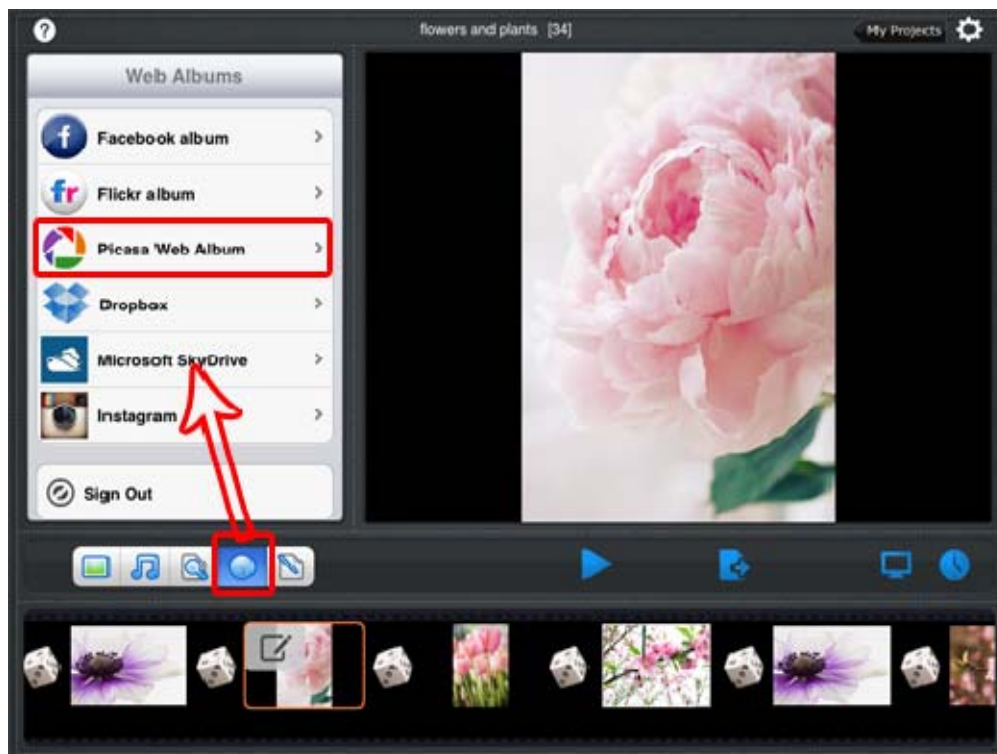 ?
flowers and plants [34]
My Projects
Web Albums
f
Facebook album
fr
Flickr album
Picasa Web Album
Dropbox
Microsoft SkyDrive
Instagram
Sign Out